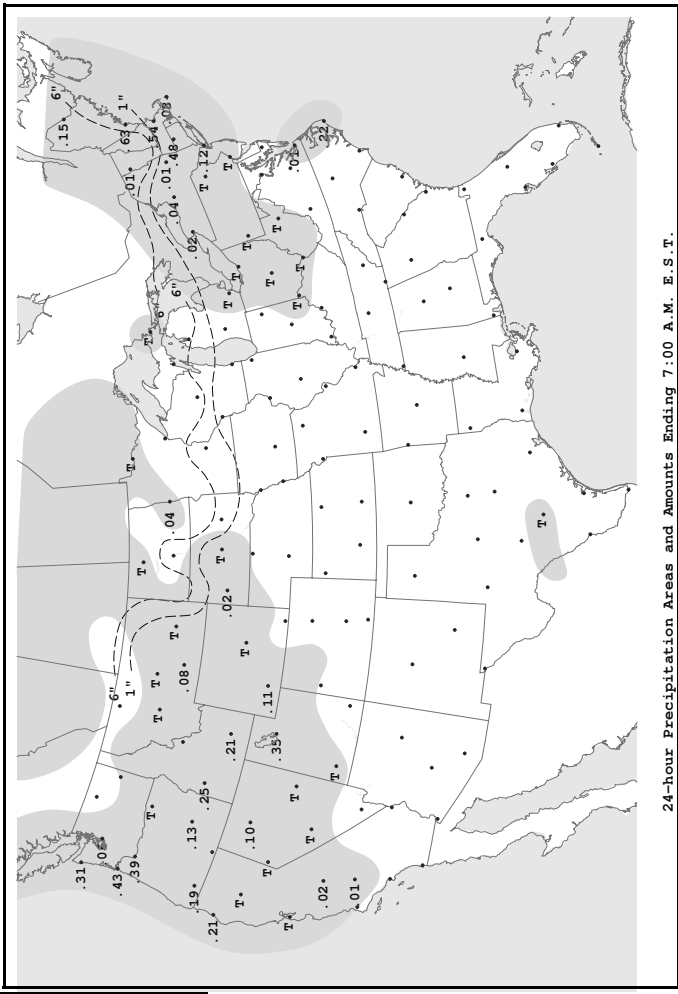 6"
.15
.31
6"
.43
1"
.63
1"
T
.01
.39
T
T
T
.54
T
T
6"
.01
.08
.04
.48
T
.04
6"
.08
.13
.02
.19
.25
T
.12
.21
T
.02
T
T
.21
T
T
T
T
.10
T
.11
T
.35
T
T
T
.01
T
T
T
.02
.22
T
.01
T
24-hour Precipitation Areas and Amounts Ending 7:00 A.M. E.S.T.